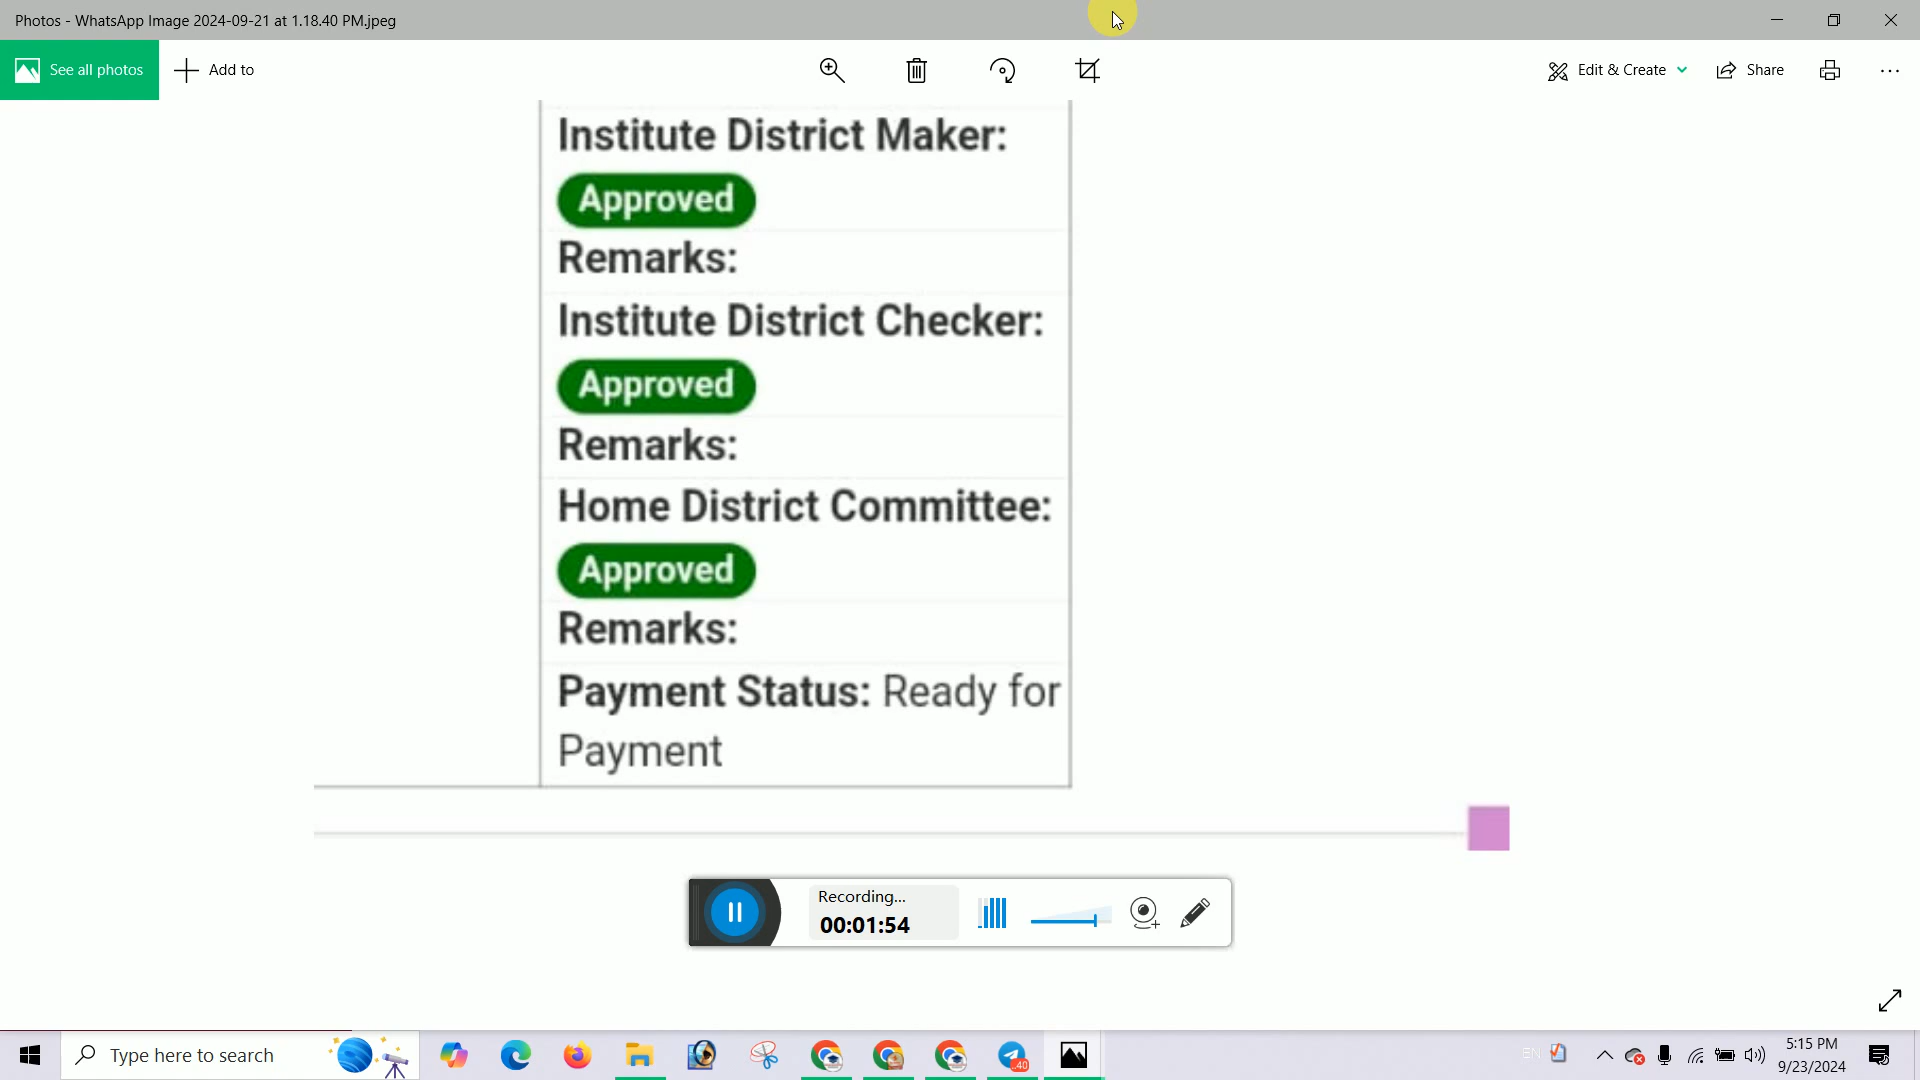 Photos - WhatsApp Image 2024-09-21 at 1.18.40 PM.jpeg
See all photos
Add to
Edit & Create
Share
Institute District Maker:
Approved
Remarks:
Institute District Checker:
Approved
Remarks:
Home District Committee:
Approved
Remarks:
Payment Status: Ready for
Payment
Recording...
00:01:54
Type here to search
40
EN
5:15 PM
9/23/2024